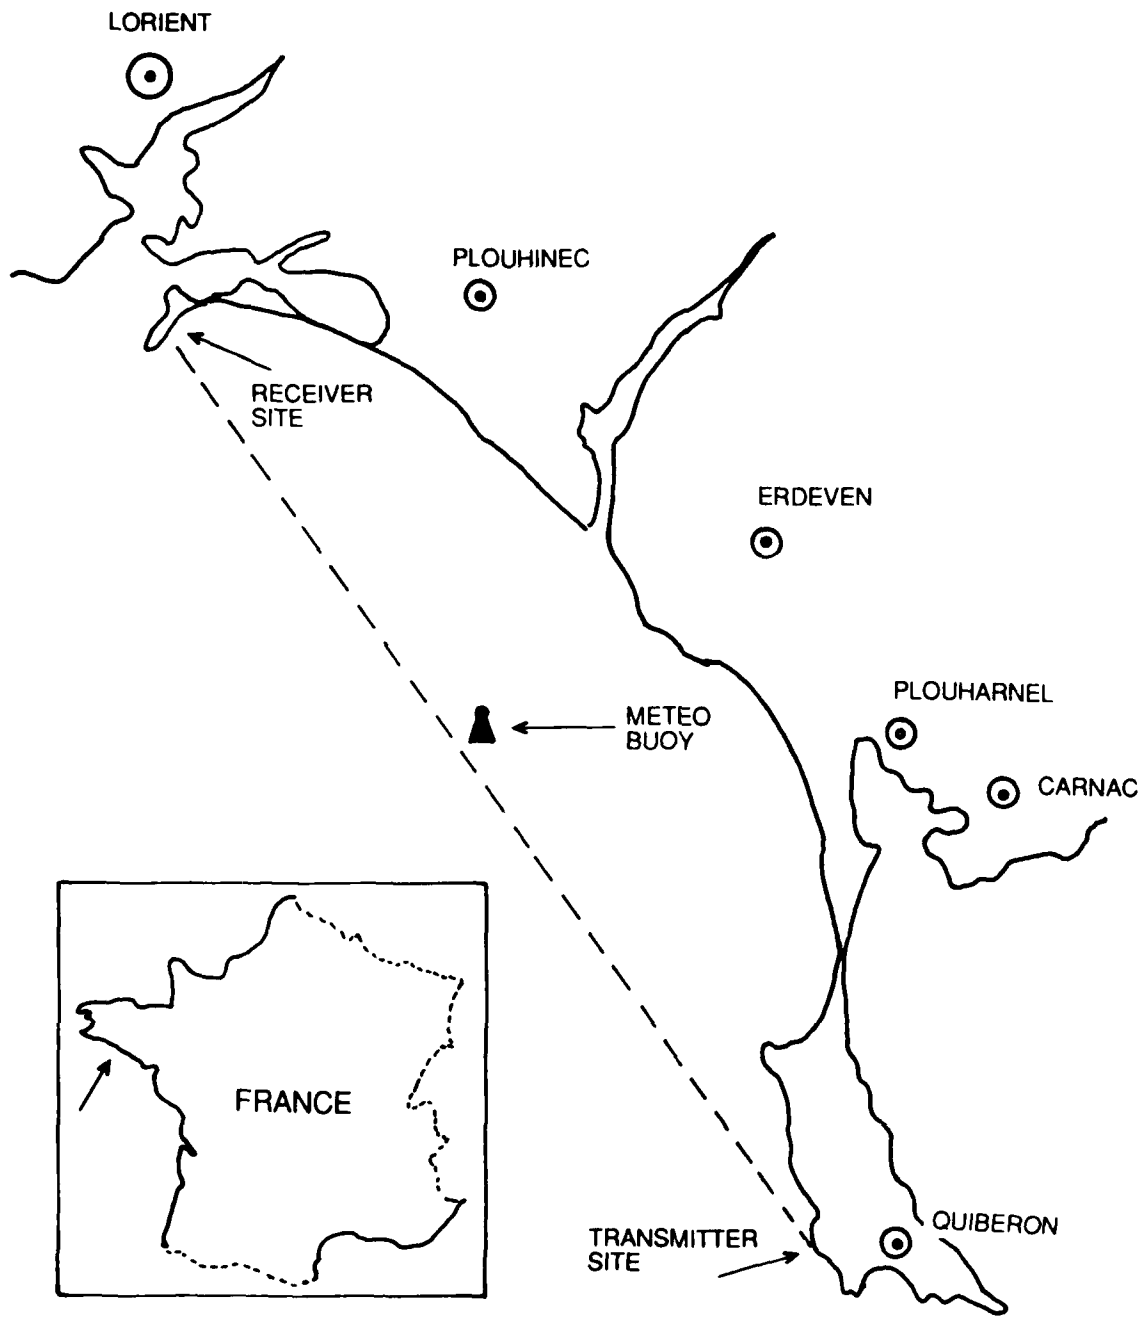 LORIENT
PLOUHINEC
RECEIVER
SITE
ERDEVEN
PLOUHARNEL
METEO
BUOY
CARNAC
FRANCE
QUIBERON
TRANSMITTER
SITE